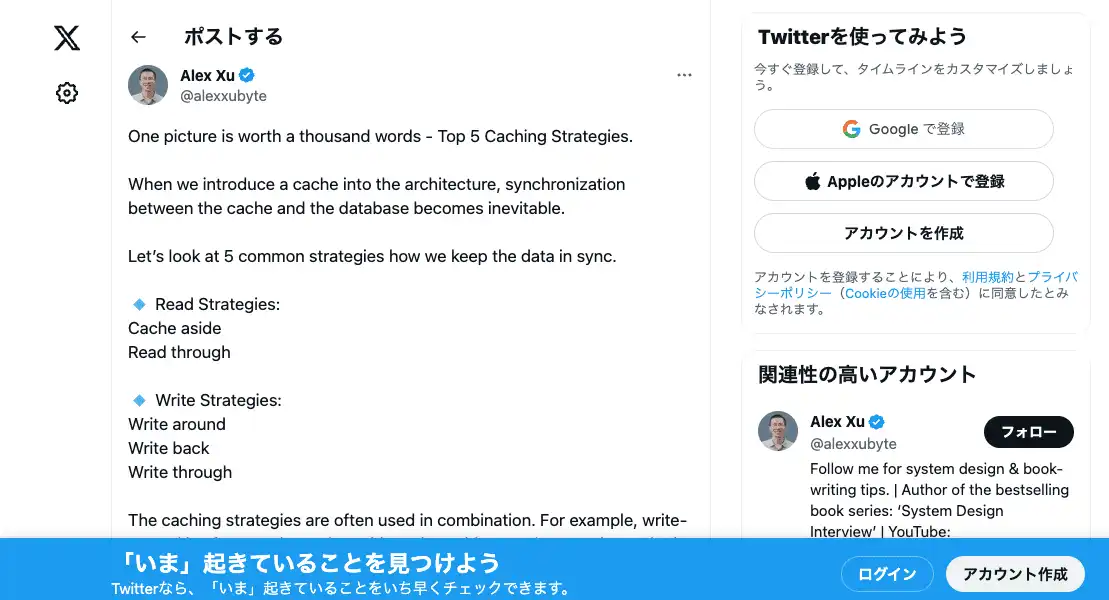 ポストする
Alex Xu
@alexxubyte
One picture is worth a thousand words - Top 5 Caching Strategies.
When we introduce a cache into the architecture, synchronization
between the cache and the database becomes inevitable.
Let’s look at 5 common strategies how we keep the data in sync.
🔹 Read Strategies:
Cache aside
Read through
🔹 Write Strategies:
Write around
Write back
Write through
The caching strategies are often used in combination. For example, write-
Twitterを使ってみよう
今すぐ登録して、タイムラインをカスタマイズしましょ
う。
Google で登録
Appleのアカウントで登録
アカウントを作成
アカウントを登録することにより、利用規約とプライバ
シーポリシー（Cookieの使用を含む）に同意したとみ
なされます。
関連性の高いアカウント
Alex Xu
@alexxubyte
フォロー
Follow me for system design & book-
writing tips. | Author of the bestselling
book series: ‘System Design
Interview’ | YouTube:
「いま」起きていることを見つけよう
Twitterなら、「いま」起きていることをいち早くチェックできます。
ログイン
アカウント作成